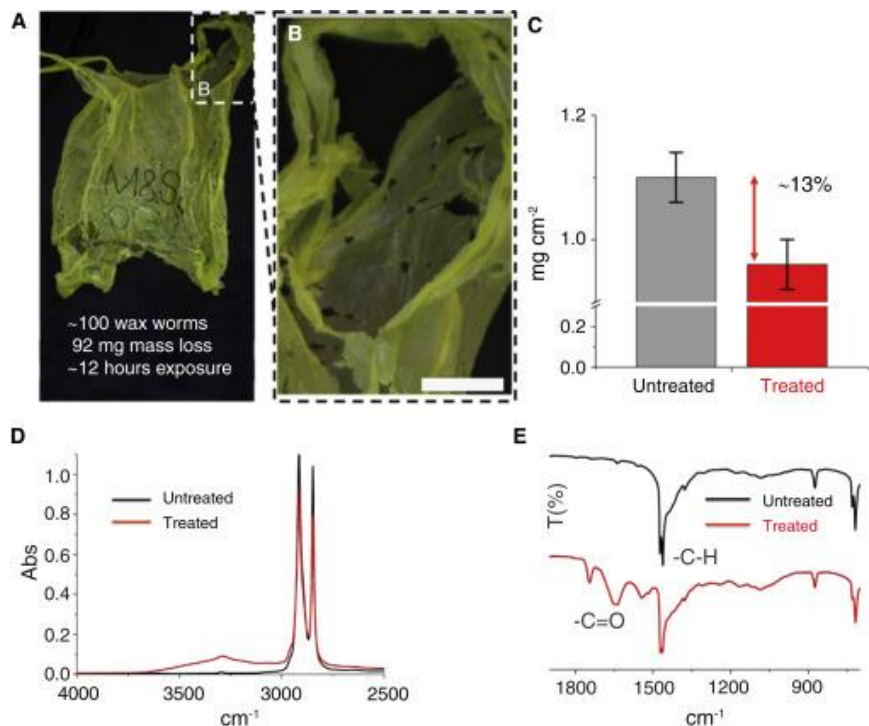 A
B
M&S
~100 wax worms
92 mg mass loss
~12 hours exposure
B
C
mg cm⁻²
1.2
1.0
0.2
0.0
~13%
Untreated
Treated
D
Abs
1.0
0.8
0.6
0.4
0.2
0.0
Untreated
Treated
4000
3500
3000
2500
cm⁻¹
E
T(%)
Untreated
Treated
-C-H
-C=O
1800
1500
1200
900
cm⁻¹